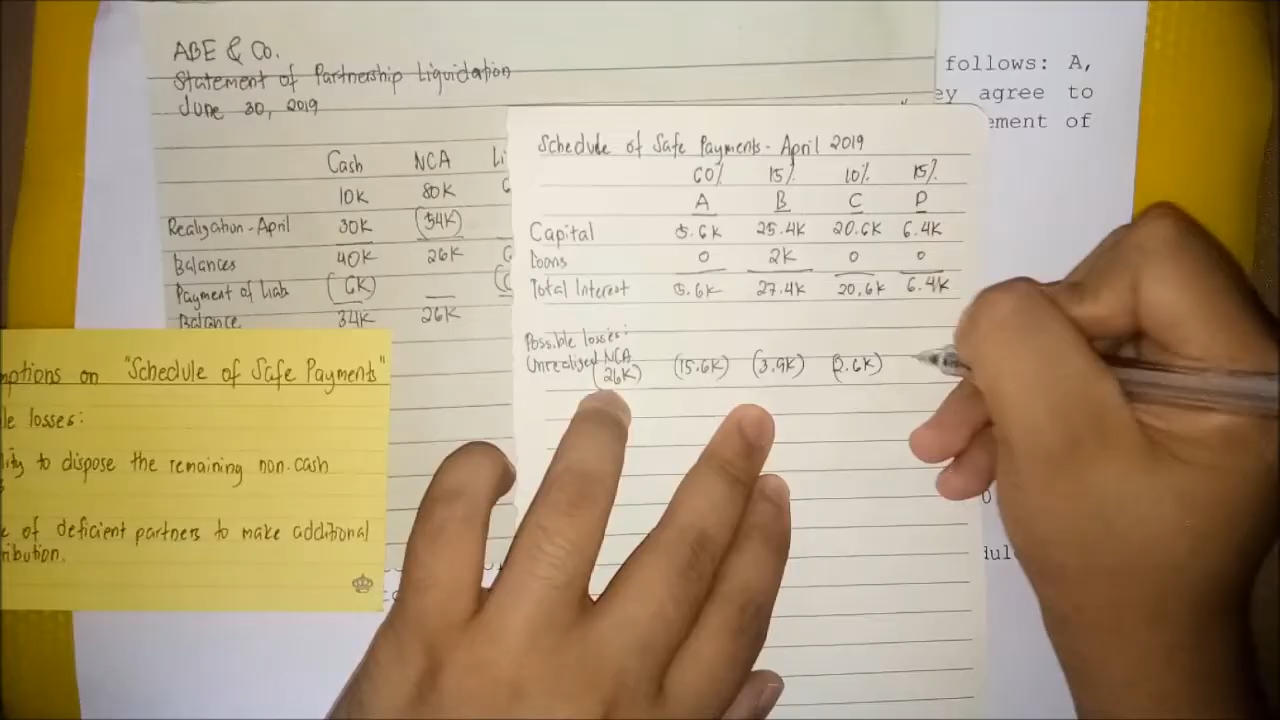 ABE & Co.
Statement of Partnership Liquidation
June 30, 2019
Cash NCA Li
10K 80K
Realization - April 30K (54K)
Balances 40K 26K
Payment of Liab (6K) —
Balance 34K 26K
follows: A,
ey agree to
ement of
Schedule of Safe Payments - April 2019
60% 15% 10% 15%
A B C D
Capital 5.6K 25.4K 20.6K 6.4K
Loans 0 2K 0 0
Total Interest 5.6K 27.4K 20.6K 6.4K
Possible losses:
Unrealised NCA
(26K) (15.6K) (3.9K) (2.6K)
mptions on "Schedule of Safe Payments"
le losses:
lity to dispose the remaining non-cash
e of deficient partners to make additional
ribution.